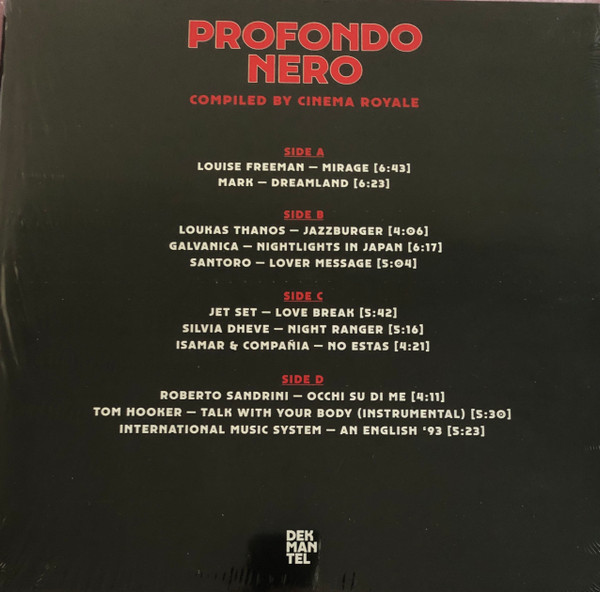 PROFONDO
NERO
COMPILED BY CINEMA ROYALE
SIDE A
LOUISE FREEMAN – MIRAGE [6:43]
MARK – DREAMLAND [6:23]
SIDE B
LOUKAS THANOS – JAZZBURGER [4:06]
GALVANICA – NIGHTLIGHTS IN JAPAN [6:17]
SANTORO – LOVER MESSAGE [5:04]
SIDE C
JET SET – LOVE BREAK [5:42]
SILVIA DHEVE – NIGHT RANGER [5:16]
ISAMAR & COMPAÑIA – NO ESTAS [4:21]
SIDE D
ROBERTO SANDRINI – OCCHI SU DI ME [4:11]
TOM HOOKER – TALK WITH YOUR BODY (INSTRUMENTAL) [5:30]
INTERNATIONAL MUSIC SYSTEM – AN ENGLISH ‘93 [5:23]
DEK
MAN
TEL